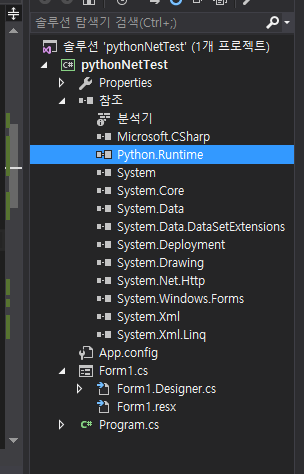 솔루션 탐색기 검색(Ctrl+;)
솔루션 'pythonNetTest' (1개 프로젝트)
C# pythonNetTest
Properties
참조
분석기
Microsoft.CSharp
Python.Runtime
System
System.Core
System.Data
System.Data.DataSetExtensions
System.Deployment
System.Drawing
System.Net.Http
System.Windows.Forms
System.Xml
System.Xml.Linq
App.config
Form1.cs
Form1.Designer.cs
Form1.resx
C# Program.cs